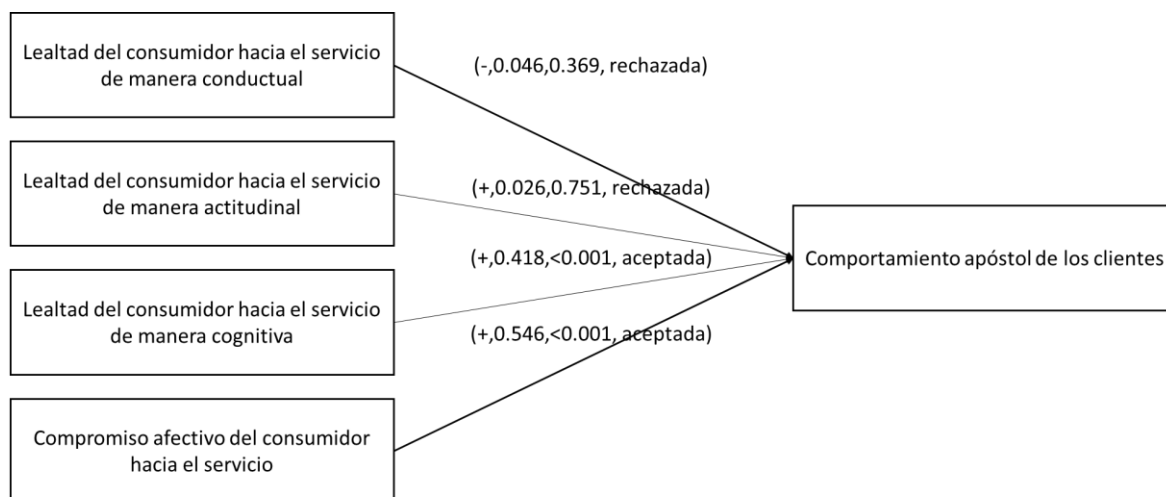 Lealtad del consumidor hacia el servicio
de manera conductual
(-,0.046,0.369, rechazada)
Lealtad del consumidor hacia el servicio
de manera actitudinal
(+,0.026,0.751, rechazada)
Lealtad del consumidor hacia el servicio
de manera cognitiva
(+,0.418,<0.001, aceptada)
Compromiso afectivo del consumidor
hacia el servicio
(+,0.546,<0.001, aceptada)
Comportamiento apóstol de los clientes